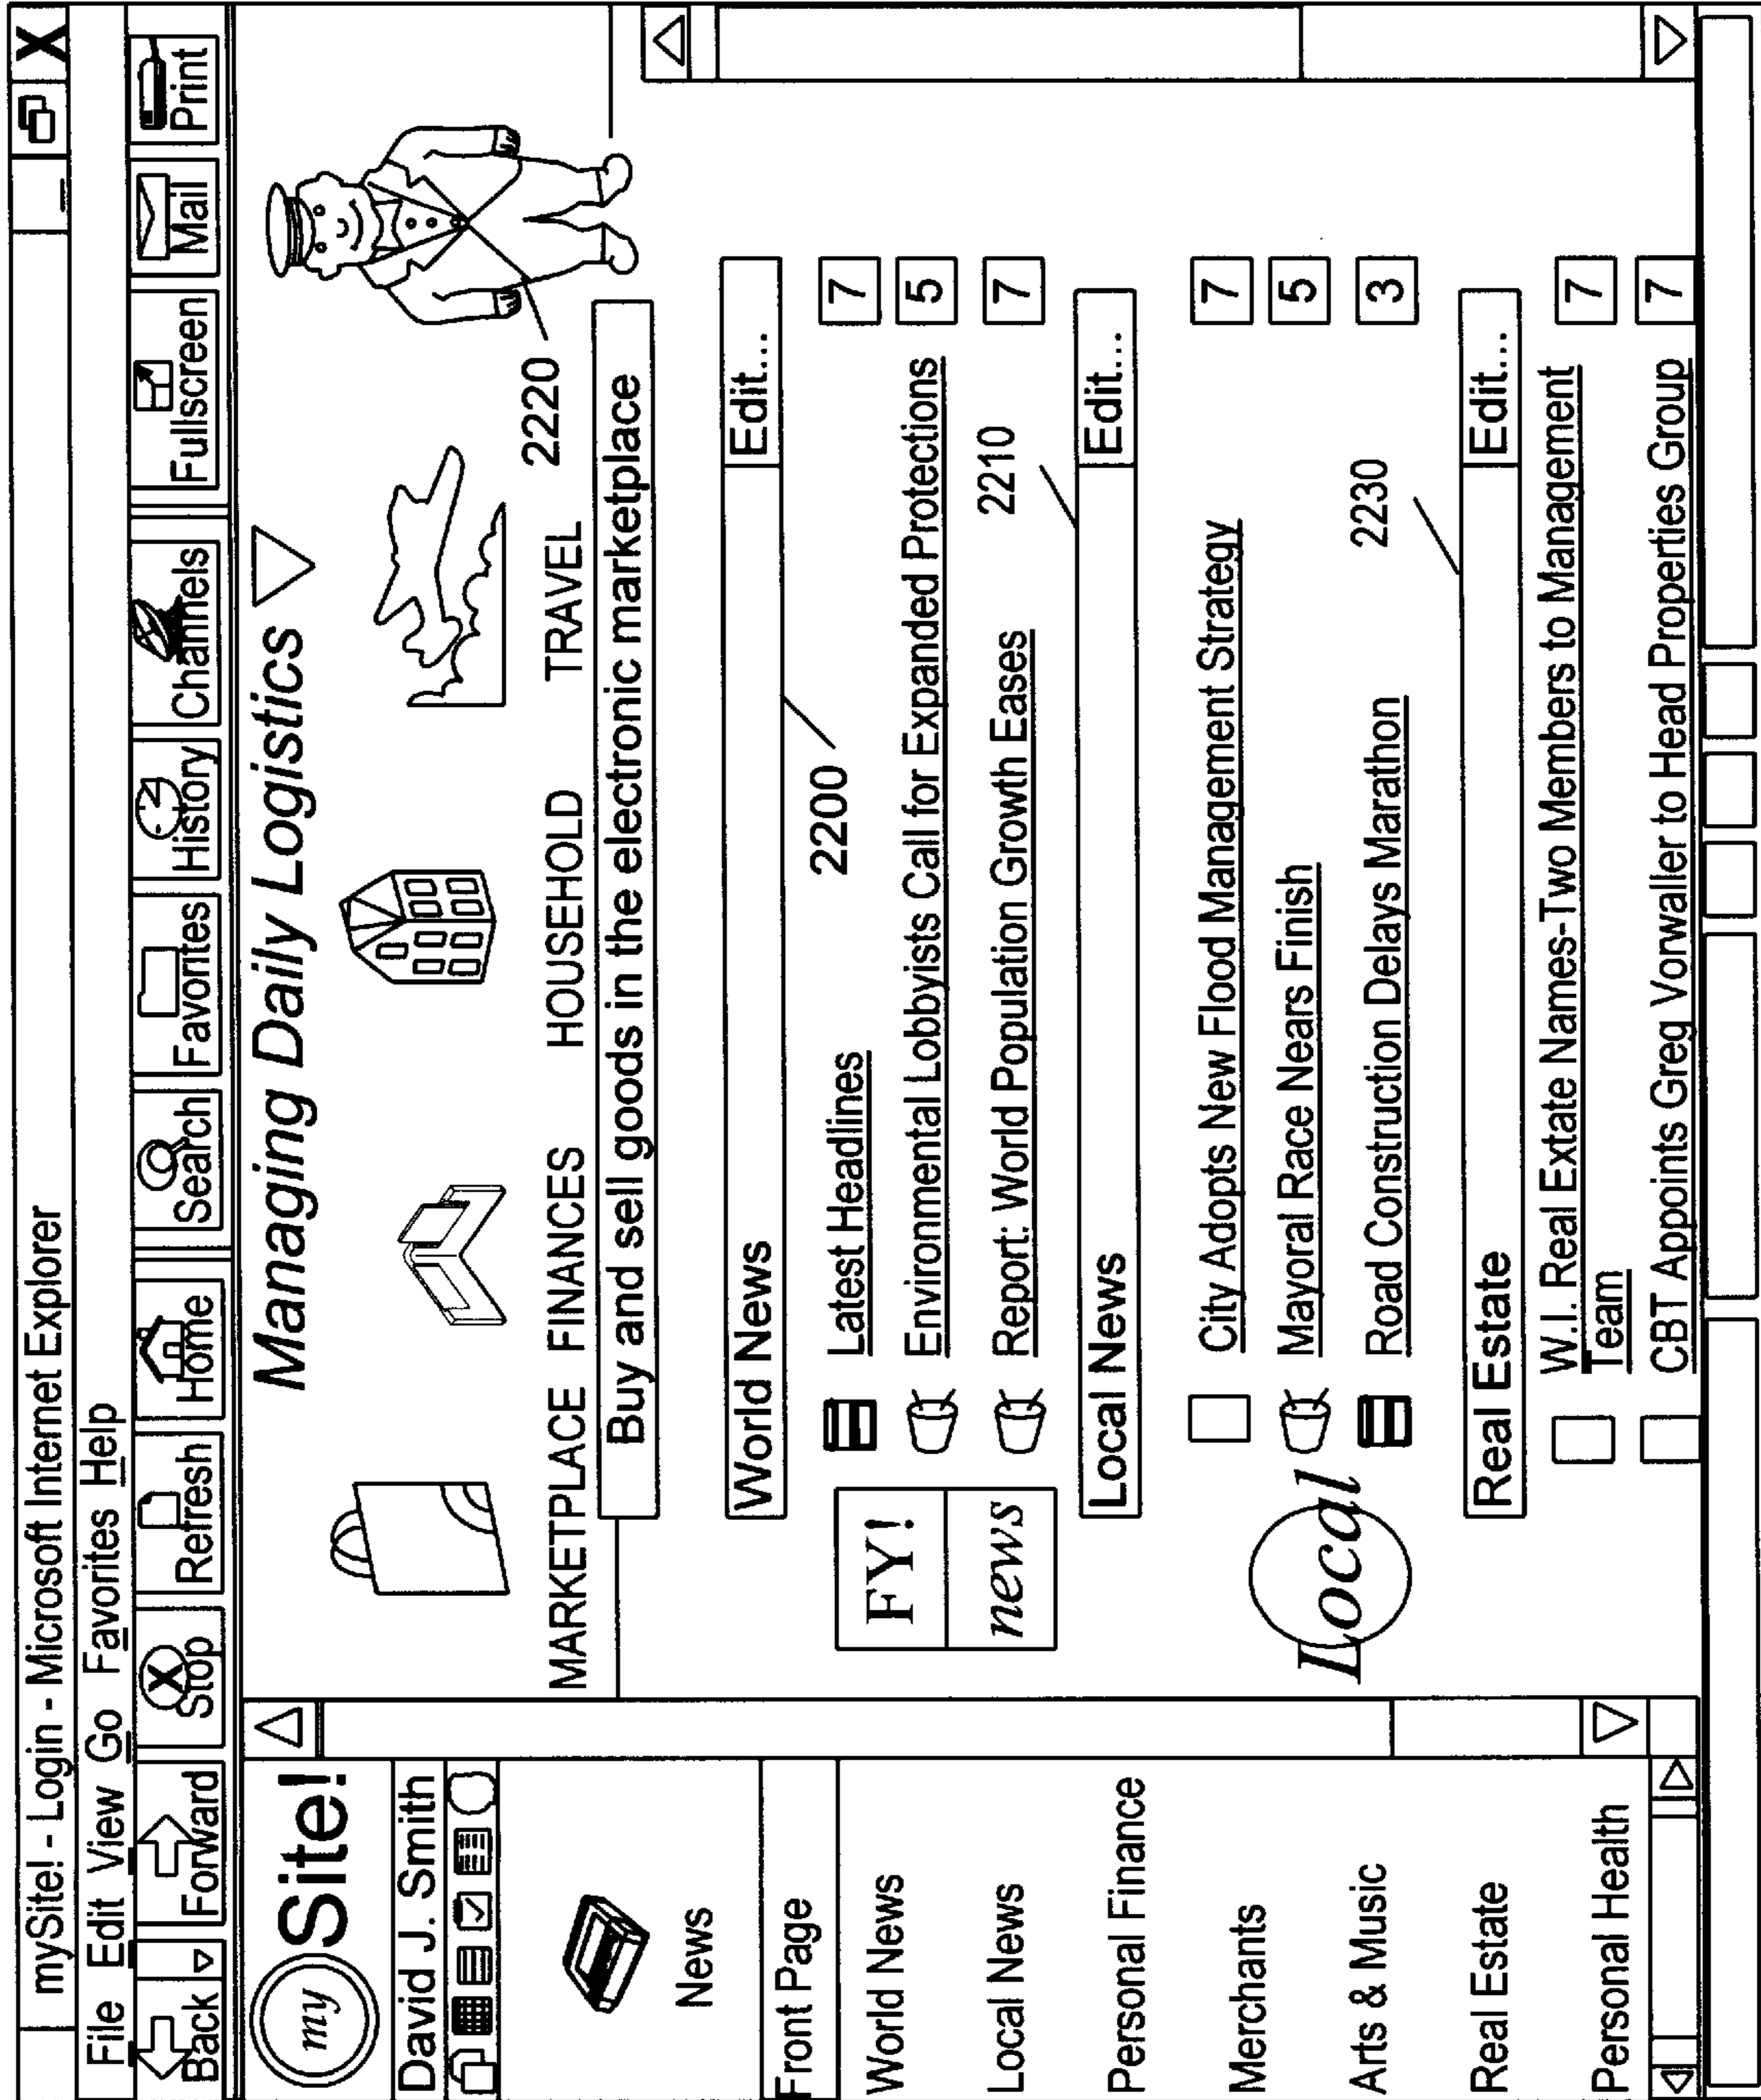 mySite! - Login - Microsoft Internet Explorer
_ X
File Edit View Go Favorites Help
Back Forward Stop Refresh Home Search Favorites History Channels Fullscreen Mail Print
my Site!
David J. Smith
News
Front Page
World News
Local News
Personal Finance
Merchants
Arts & Music
Real Estate
Personal Health
Managing Daily Logistics
MARKETPLACE FINANCES HOUSEHOLD TRAVEL
2220
Buy and sell goods in the electronic marketplace
World News Edit...
2200
FY!
news
Latest Headlines 7
Environmental Lobbyists Call for Expanded Protections 5
Report: World Population Growth Eases 7
2210
Local News Edit...
Local
City Adopts New Flood Management Strategy 7
Mayoral Race Nears Finish 5
Road Construction Delays Marathon 3
2230
Real Estate Edit...
W.I. Real Extate Names-Two Members to Management 7
Team
CBT Appoints Greg Vorwaller to Head Properties Group 7